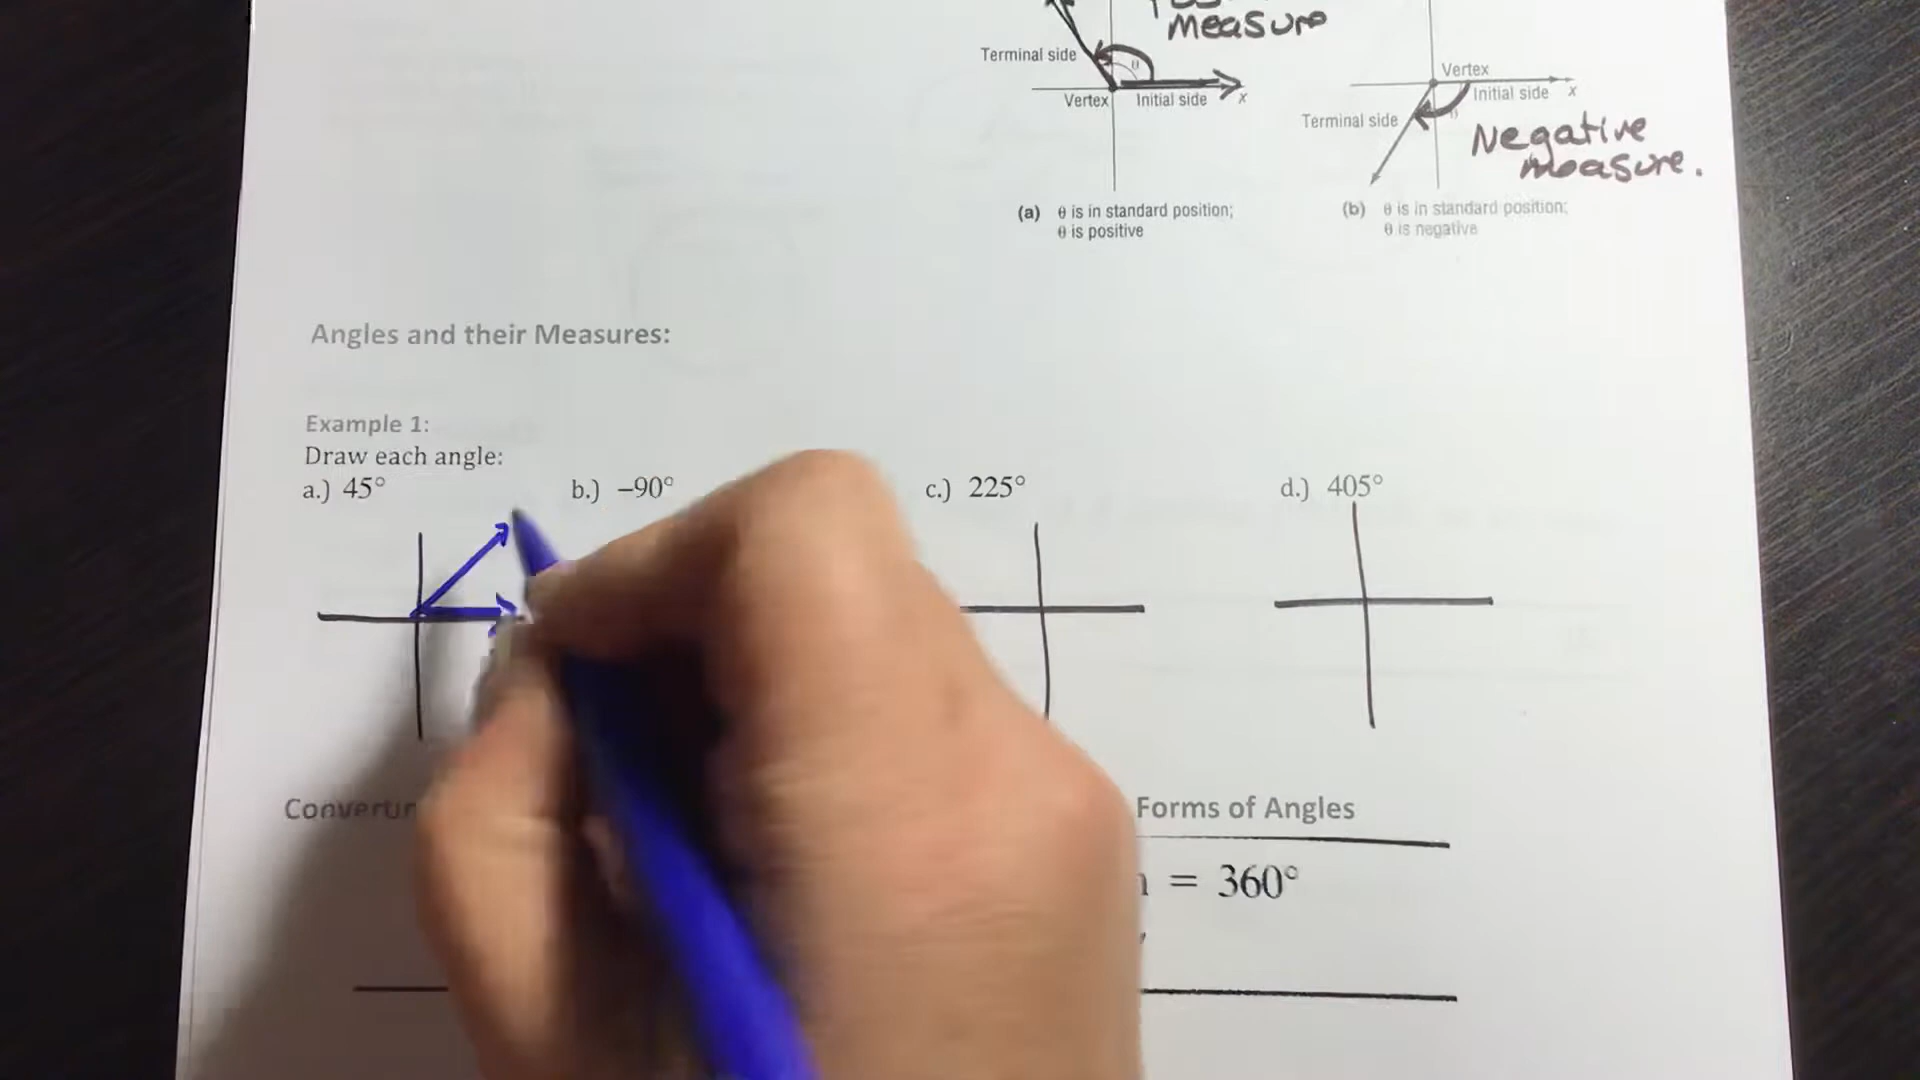 measure
Terminal side
θ
Vertex
Initial side
x
Vertex
Initial side
x
Terminal side
θ
Negative
measure.
(a) θ is in standard position;
θ is positive
(b) θ is in standard position;
θ is negative
Angles and their Measures:
Example 1:
Draw each angle:
a.) 45° b.) –90° c.) 225° d.) 405°
Forms of Angles
= 360°